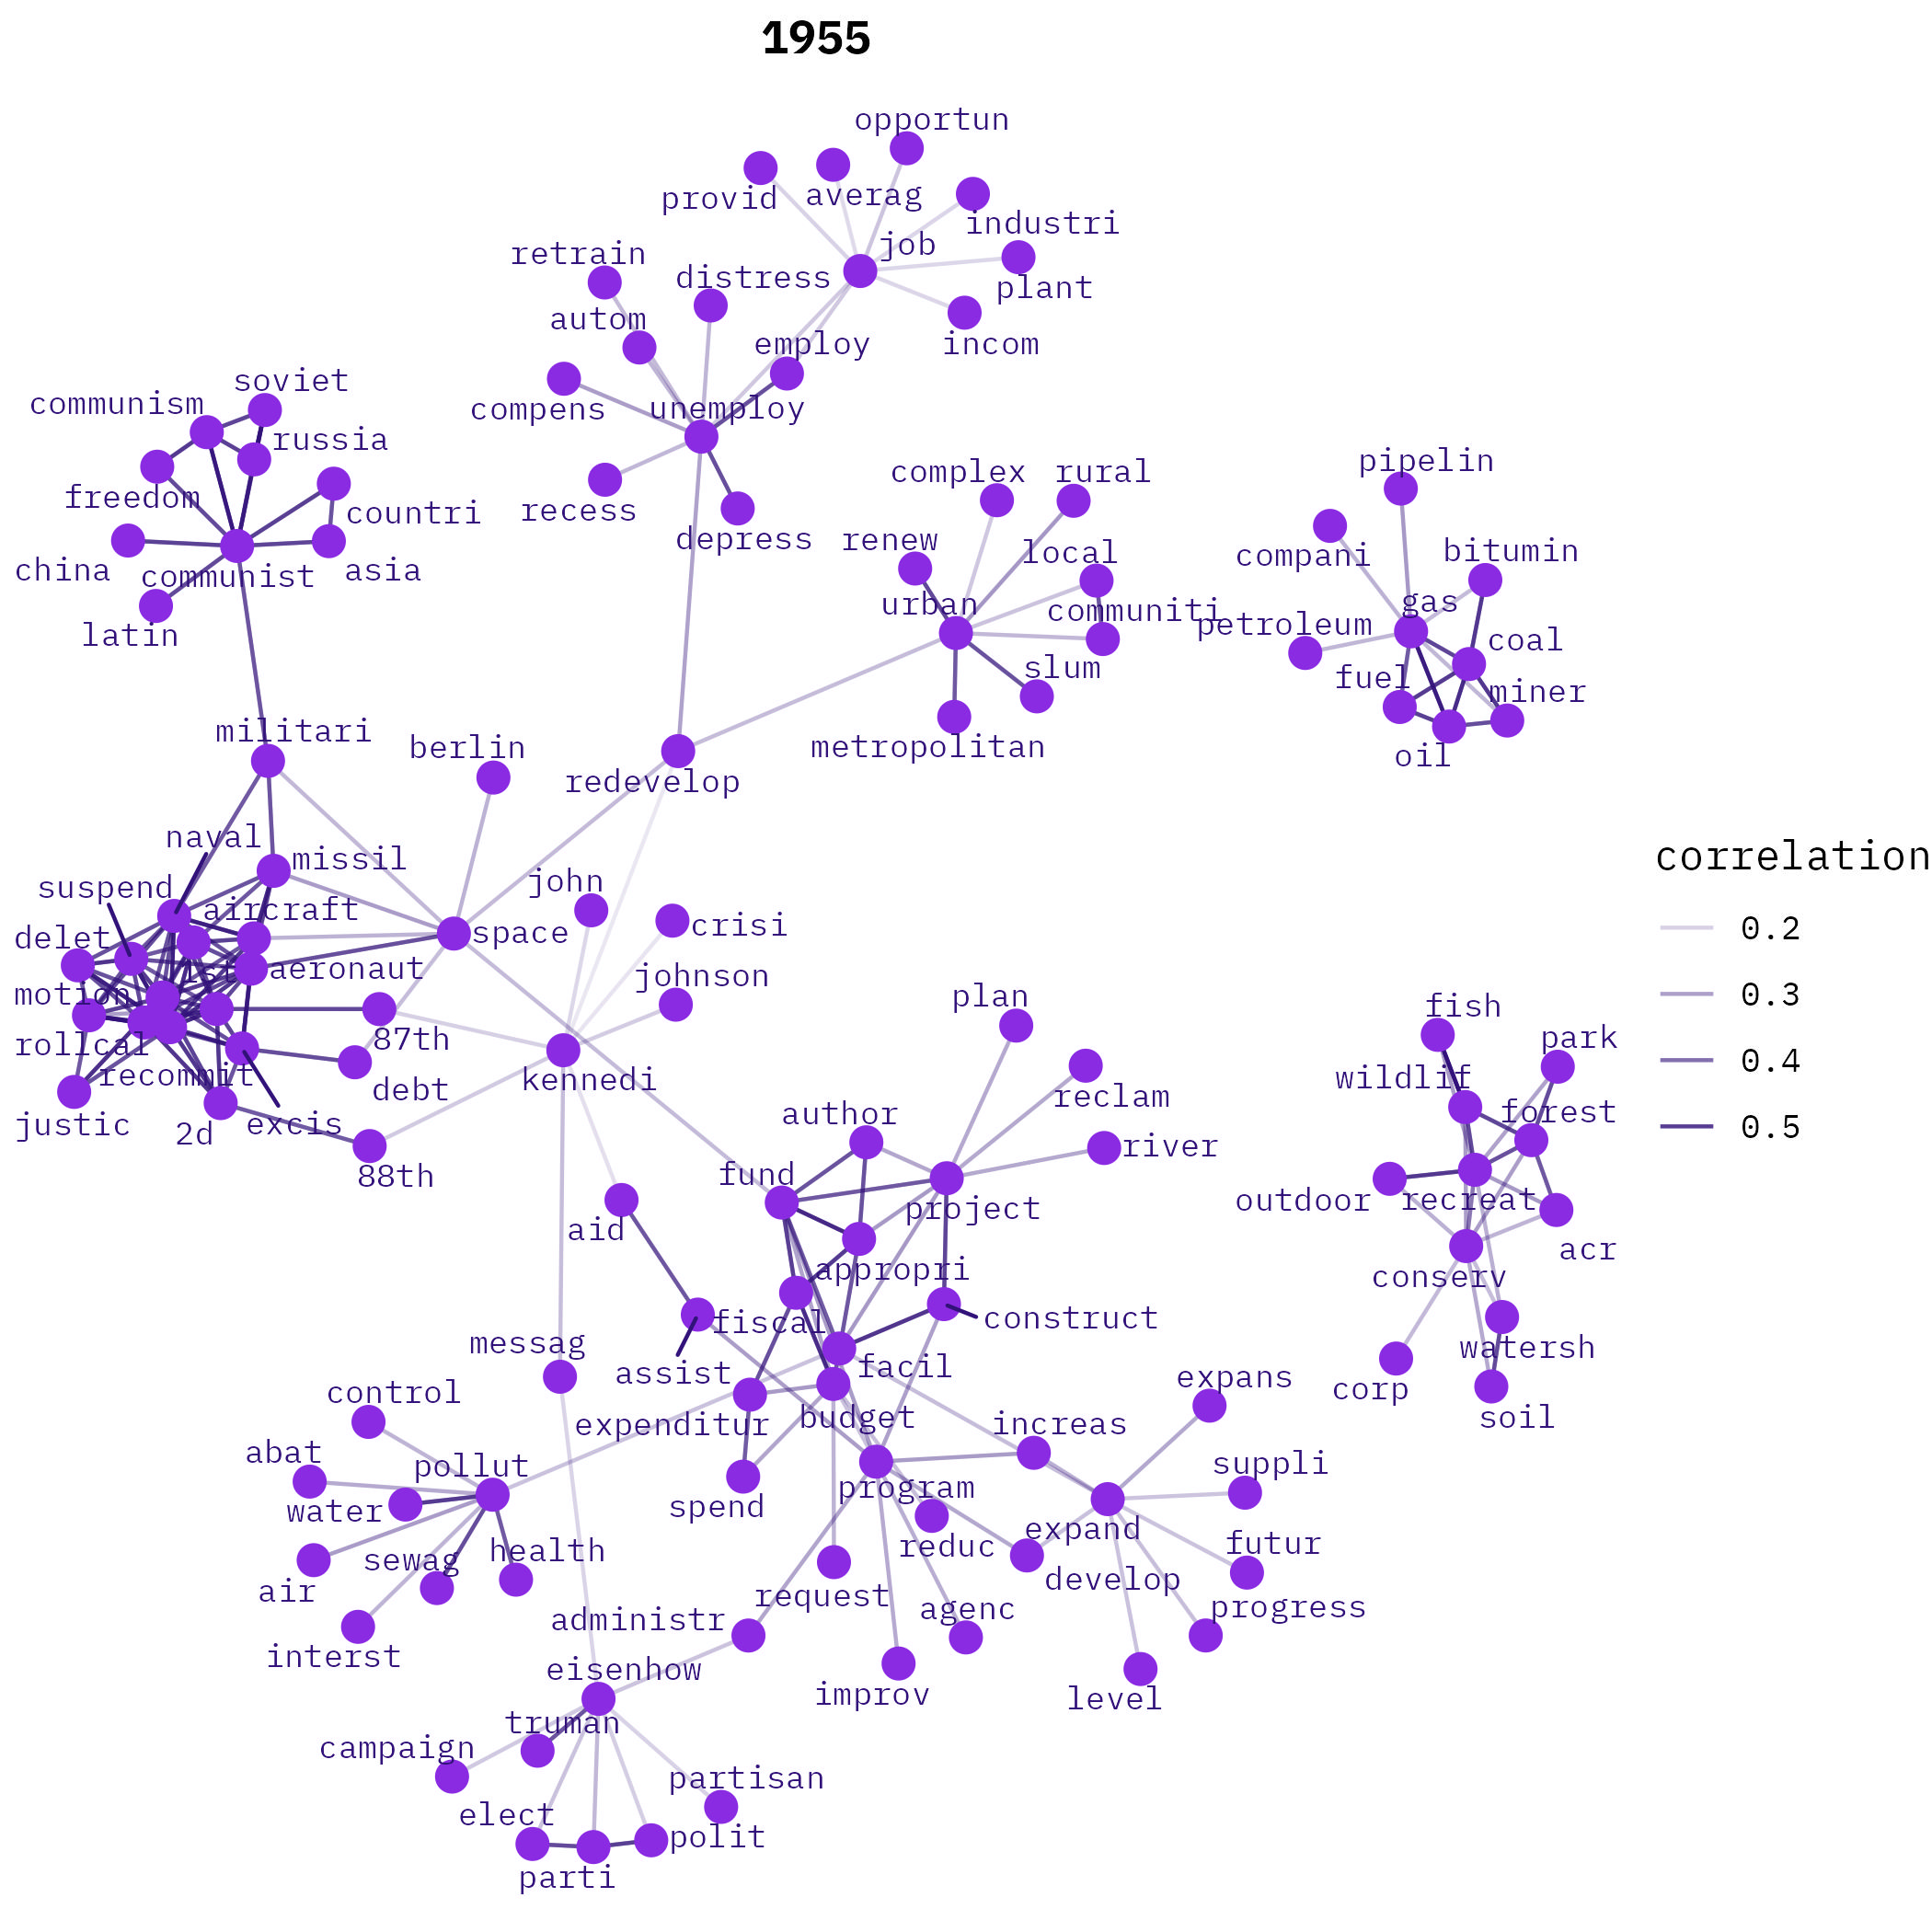 1955
opportun
provid
averag
industri
job
retrain
distress
plant
autom
employ
incom
soviet
communism
compens
unemploy
russia
complex
rural
pipelin
freedom
countri
recess
depress
renew
local
compani
bitumin
china
communist
asia
urban
communiti
gas
petroleum
latin
slum
fuel
coal
miner
militari
berlin
metropolitan
oil
redevelop
naval
missil
correlation
suspend
john
aircraft
space
crisi
0.2
delet
1st
aeronaut
johnson
motion
plan
0.3
fish
rollcal
87th
park
recommit
debt
kennedi
reclam
wildlif
0.4
justic
2d
excis
author
forest
0.5
88th
fund
river
aid
project
outdoor
recreat
appropri
acr
conserv
fiscal
construct
messag
assist
facil
watersh
control
expans
corp
expenditur
budget
increas
soil
abat
pollut
suppli
water
spend
program
sewag
health
reduc
expand
futur
air
request
develop
administr
agenc
progress
interst
eisenhow
improv
level
truman
campaign
partisan
elect
polit
parti